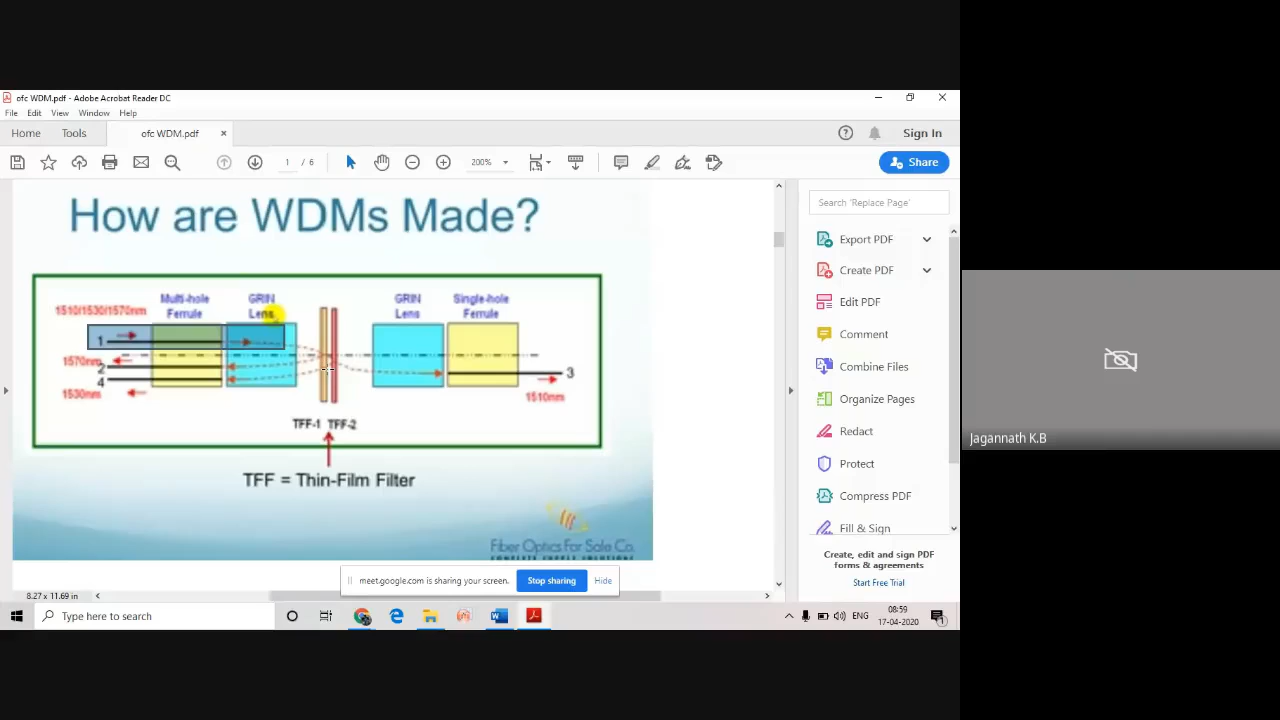 ofc WDM.pdf - Adobe Acrobat Reader DC
File Edit View Window Help
Home Tools ofc WDM.pdf × Sign In
1 / 6 200% Share
How are WDMs Made?
1510/1530/1570nm
Multi-hole
Ferrule
GRIN
Lens
GRIN
Lens
Single-hole
Ferrule
1
1570nm
2
4
1530nm
3
1510nm
TFF-1 TFF-2
TFF = Thin-Film Filter
Fiber Optics For Sale Co.
COMPLETE SUPPLY SOLUTIONS
Search 'Replace Page'
Export PDF
Create PDF
Edit PDF
Comment
Combine Files
Organize Pages
Redact
Protect
Compress PDF
Fill & Sign
Create, edit and sign PDF
forms & agreements
Start Free Trial
meet.google.com is sharing your screen. Stop sharing Hide
8.27 x 11.69 in
Type here to search
ENG
08:59
17-04-2020
1
Jagannath K.B